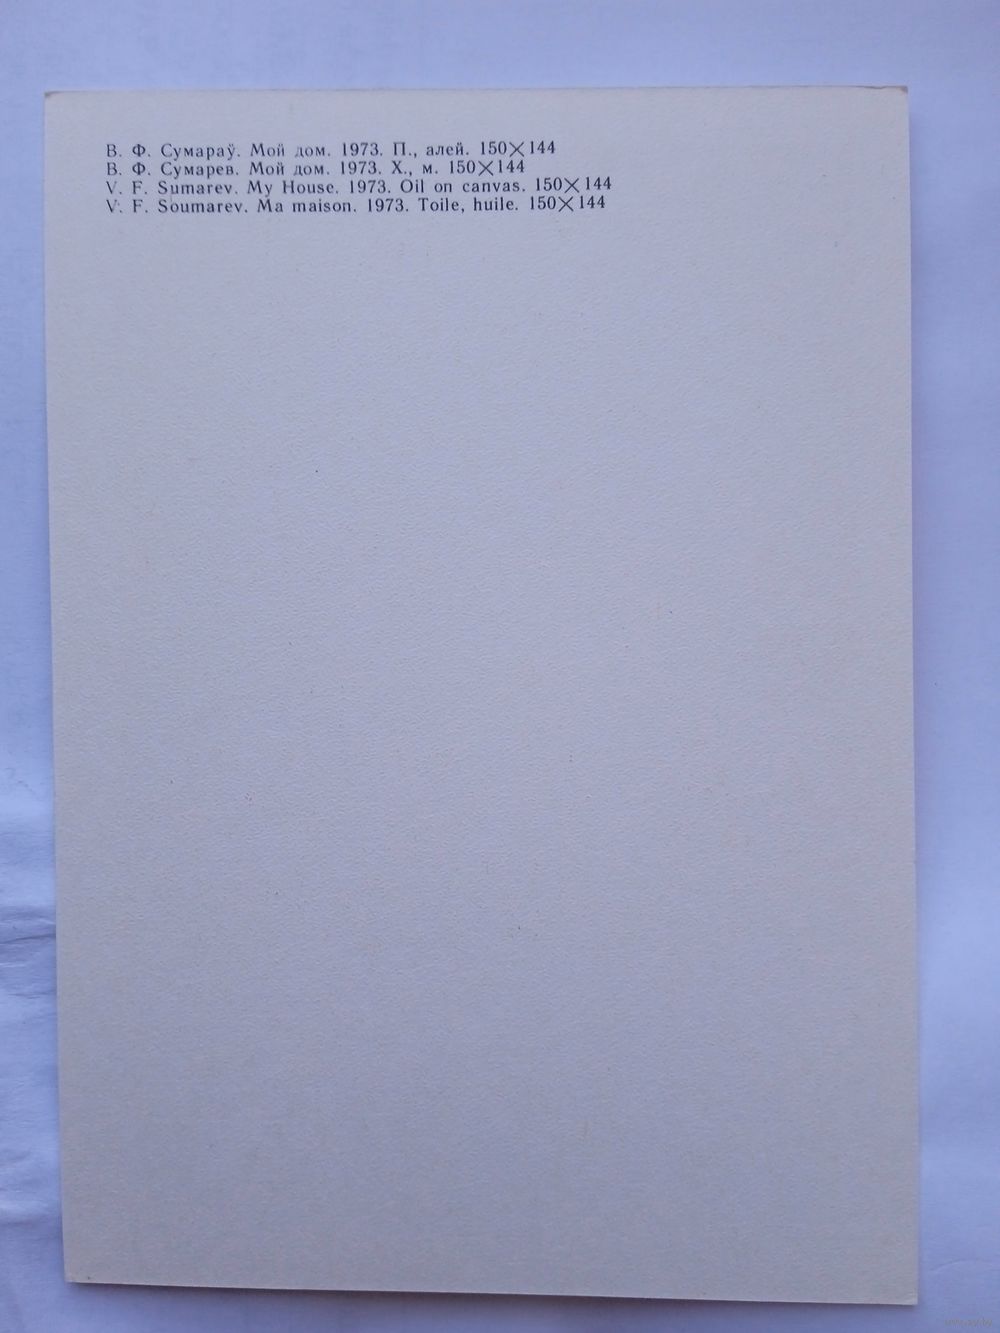 В. Ф. Сумараў. Мой дом. 1973. П., алей. 150×144
В. Ф. Сумарев. Мой дом. 1973. Х., м. 150×144
V. F. Sumarev. My House. 1973. Oil on canvas. 150×144
V. F. Soumarev. Ma maison. 1973. Toile, huile. 150×144